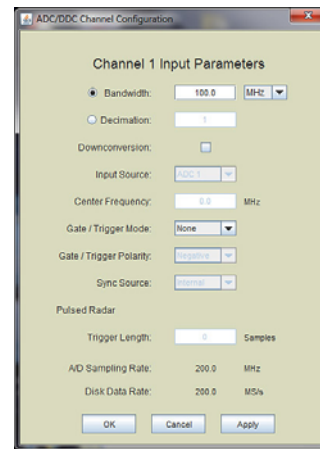 ADC/DDC Channel Configuration
Channel 1 Input Parameters
Bandwidth: 100.0 MHz
Decimation: 1
Downconversion:
Input Source: ADC 1
Center Frequency: 0.0 MHz
Gate / Trigger Mode: None
Gate / Trigger Polarity: Negative
Sync Source: Internal
Pulsed Radar
Trigger Length: 0 Samples
A/D Sampling Rate: 200.0 MHz
Disk Data Rate: 200.0 MS/s
OK Cancel Apply